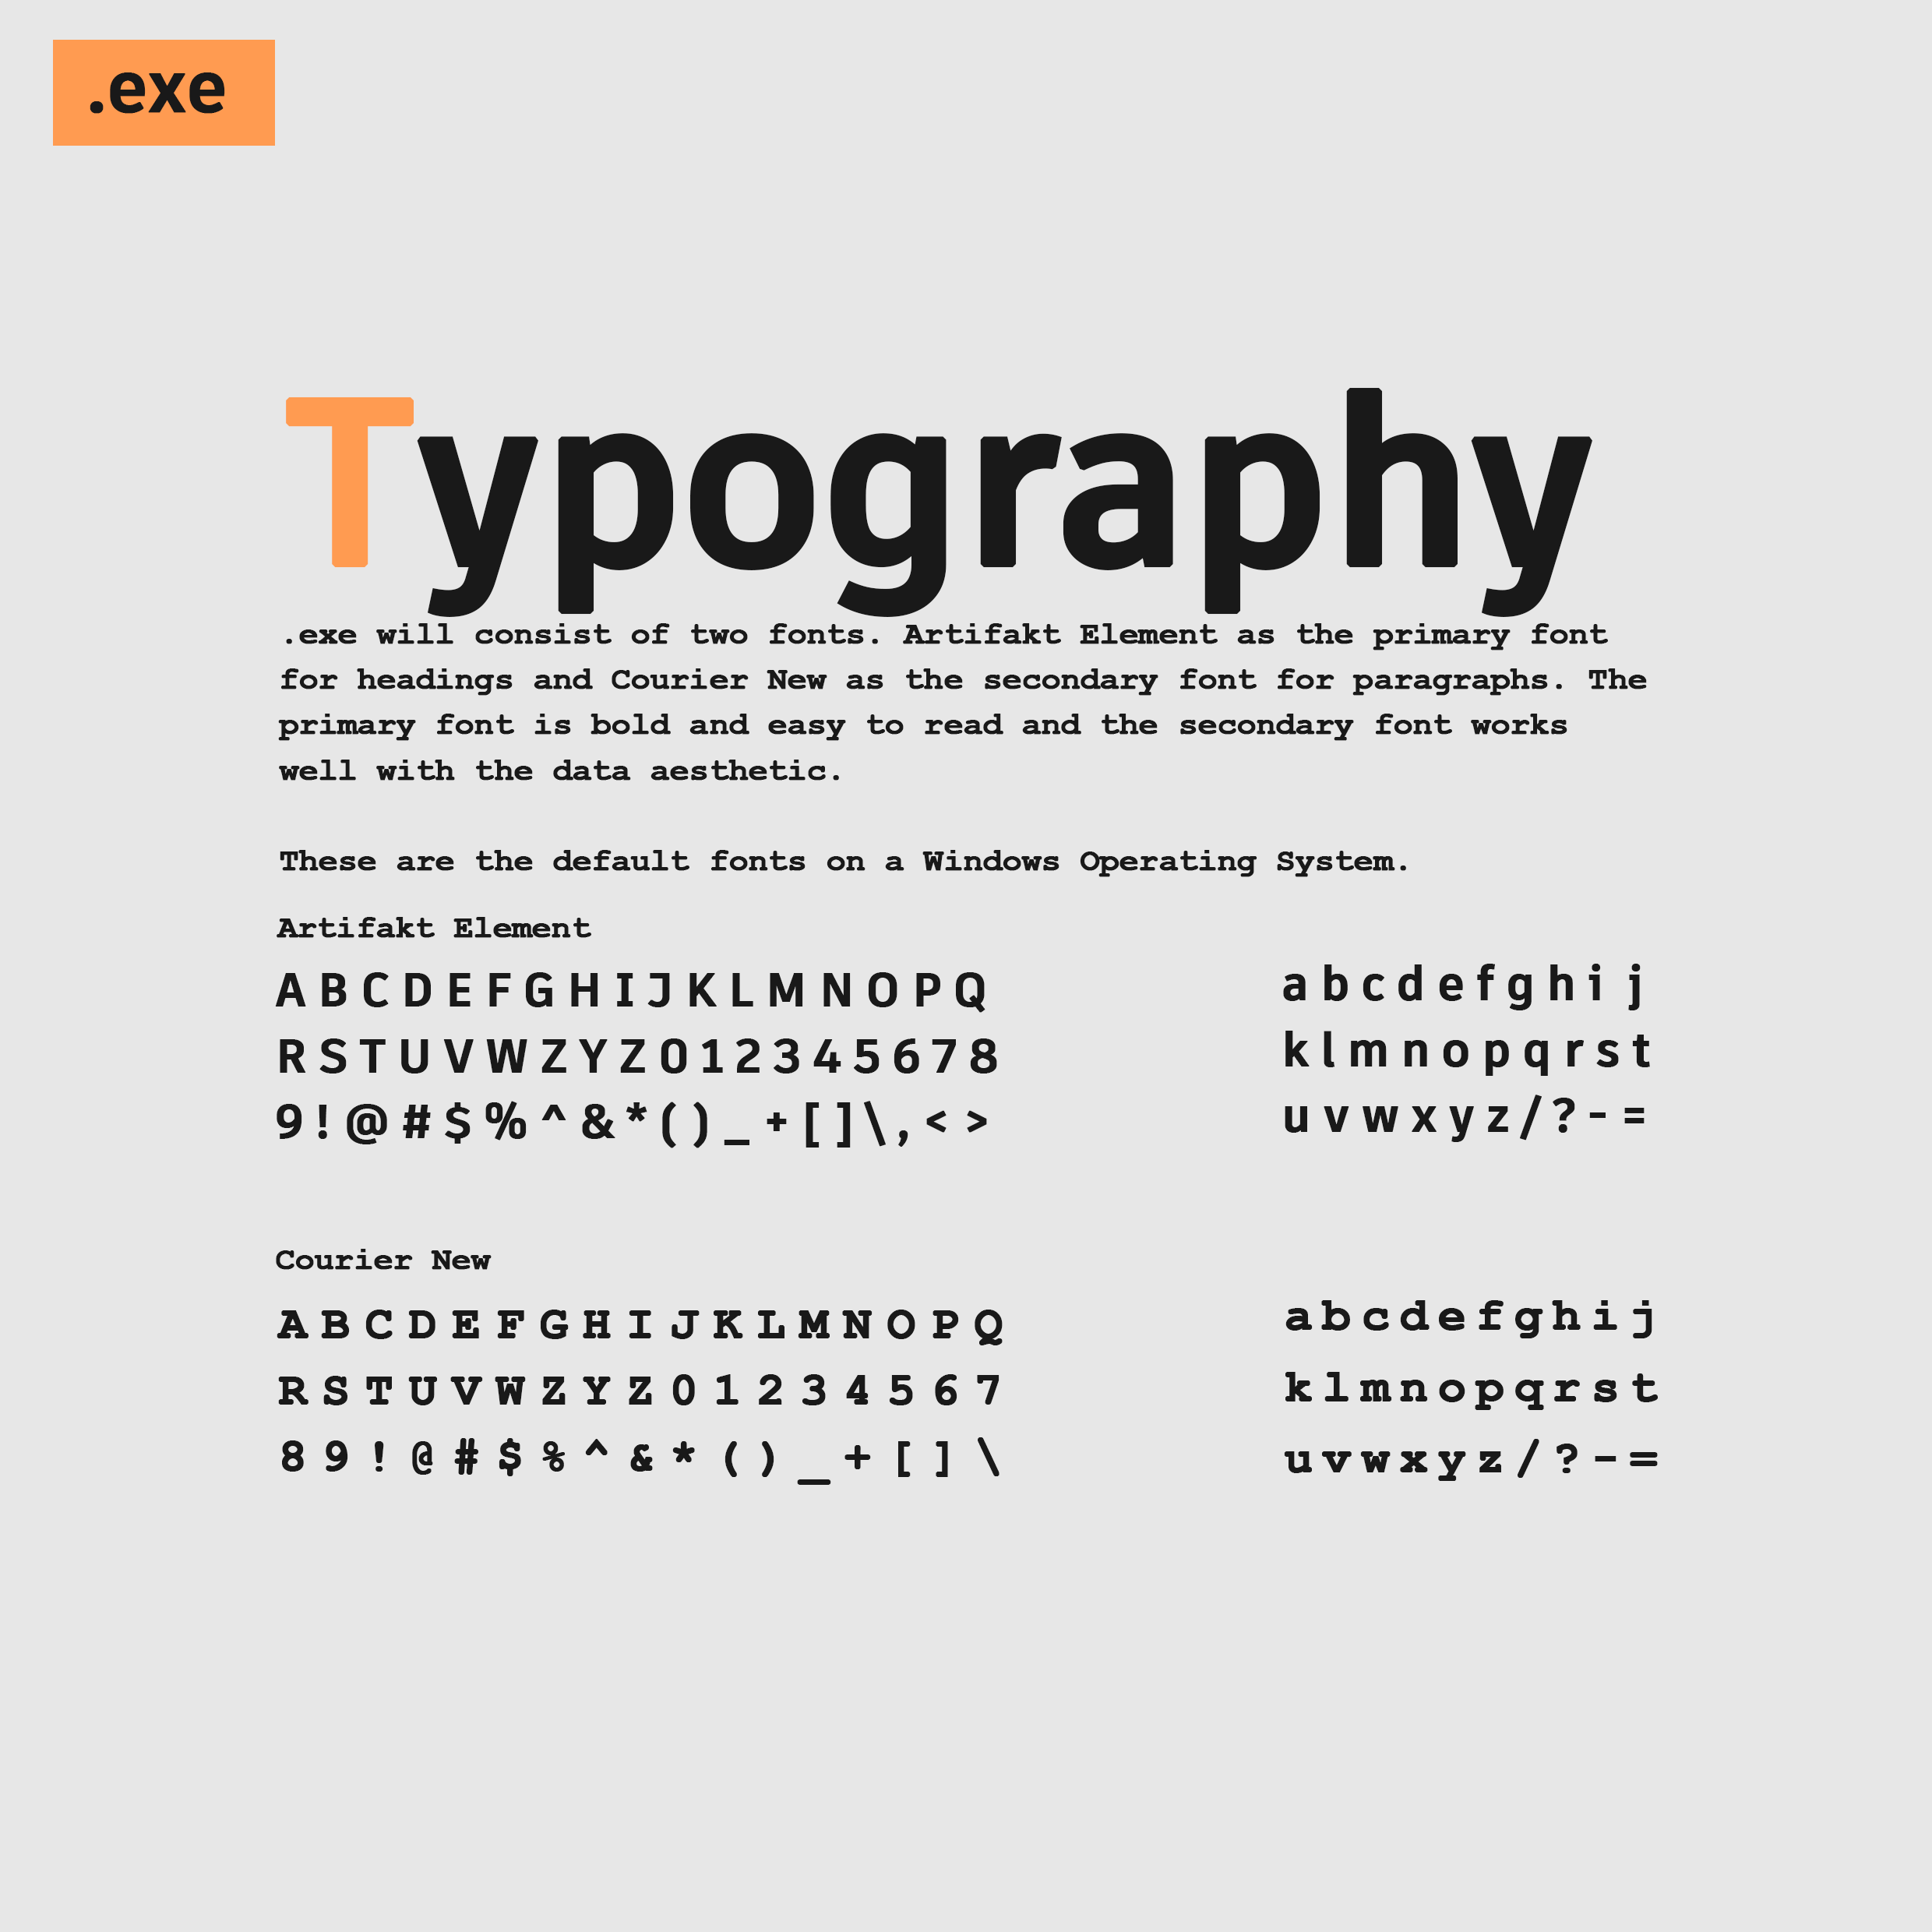 .exe
Typography
.exe will consist of two fonts. Artifakt Element as the primary font
for headings and Courier New as the secondary font for paragraphs. The
primary font is bold and easy to read and the secondary font works
well with the data aesthetic.
These are the default fonts on a Windows Operating System.
Artifakt Element
A B C D E F G H I J K L M N O P Q
R S T U V W Z Y Z 0 1 2 3 4 5 6 7 8
9 ! @ # $ % ^ & * ( ) _ + [ ] \ , < >
a b c d e f g h i j
k l m n o p q r s t
u v w x y z / ? - =
Courier New
A B C D E F G H I J K L M N O P Q
R S T U V W Z Y Z 0 1 2 3 4 5 6 7
8 9 ! @ # $ % ^ & * ( ) _ + [ ] \
a b c d e f g h i j
k l m n o p q r s t
u v w x y z / ? - =